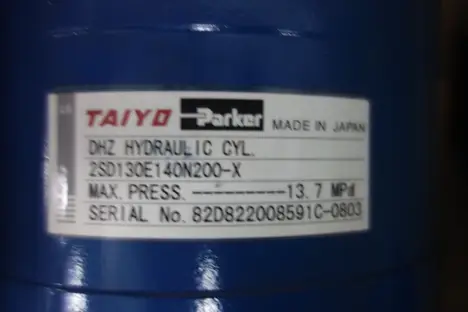 TAIYO Parker MADE IN JAPAN
DHZ HYDRAULIC CYL.
2SD130E140N200-X
MAX. PRESS. ----------- 13.7 MPa
SERIAL No. 82D822008591C-0803